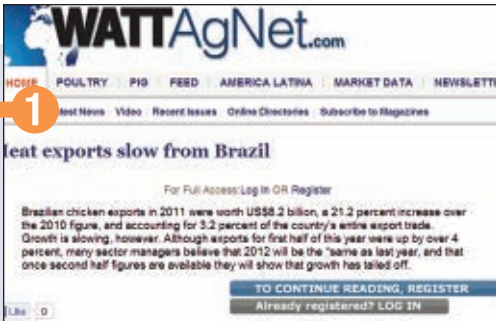 WATTAgNet.com
HOME POULTRY PIG FEED AMERICA LATINA MARKET DATA NEWSLETT
1 test News Video Recent Issues Online Directories Subscribe to Magazines
leat exports slow from Brazil
For Full Access: Log In OR Register
Brazilian chicken exports in 2011 were worth US$8.2 billion, a 21.2 percent increase over
the 2010 figure, and accounting for 3.2 percent of the country's entire export trade.
Growth is slowing, however. Although exports for first half of this year were up by over 4
percent, many sector managers believe that 2012 will be the "same as last year, and that
once second half figures are available they will show that growth has tailed off.
TO CONTINUE READING, REGISTER
Already registered? LOG IN
Like 0